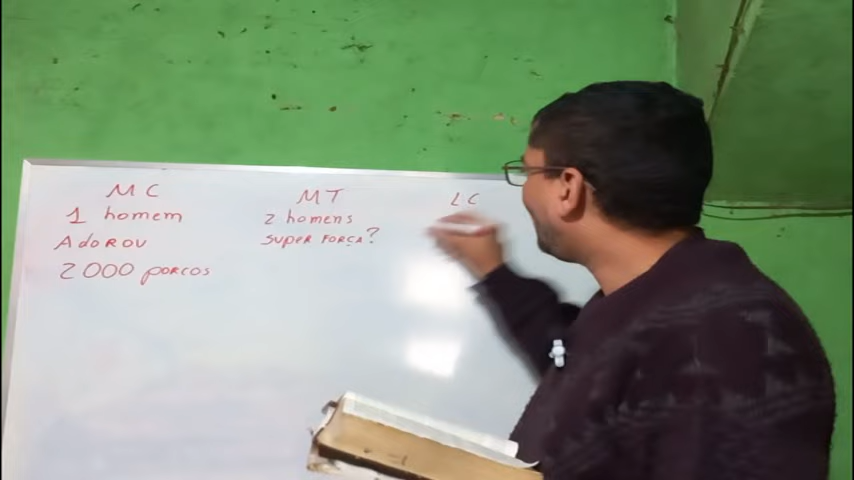 MC
1 homem
Adorou
2000 porcos
MT
2 homens
Super Força?
LC